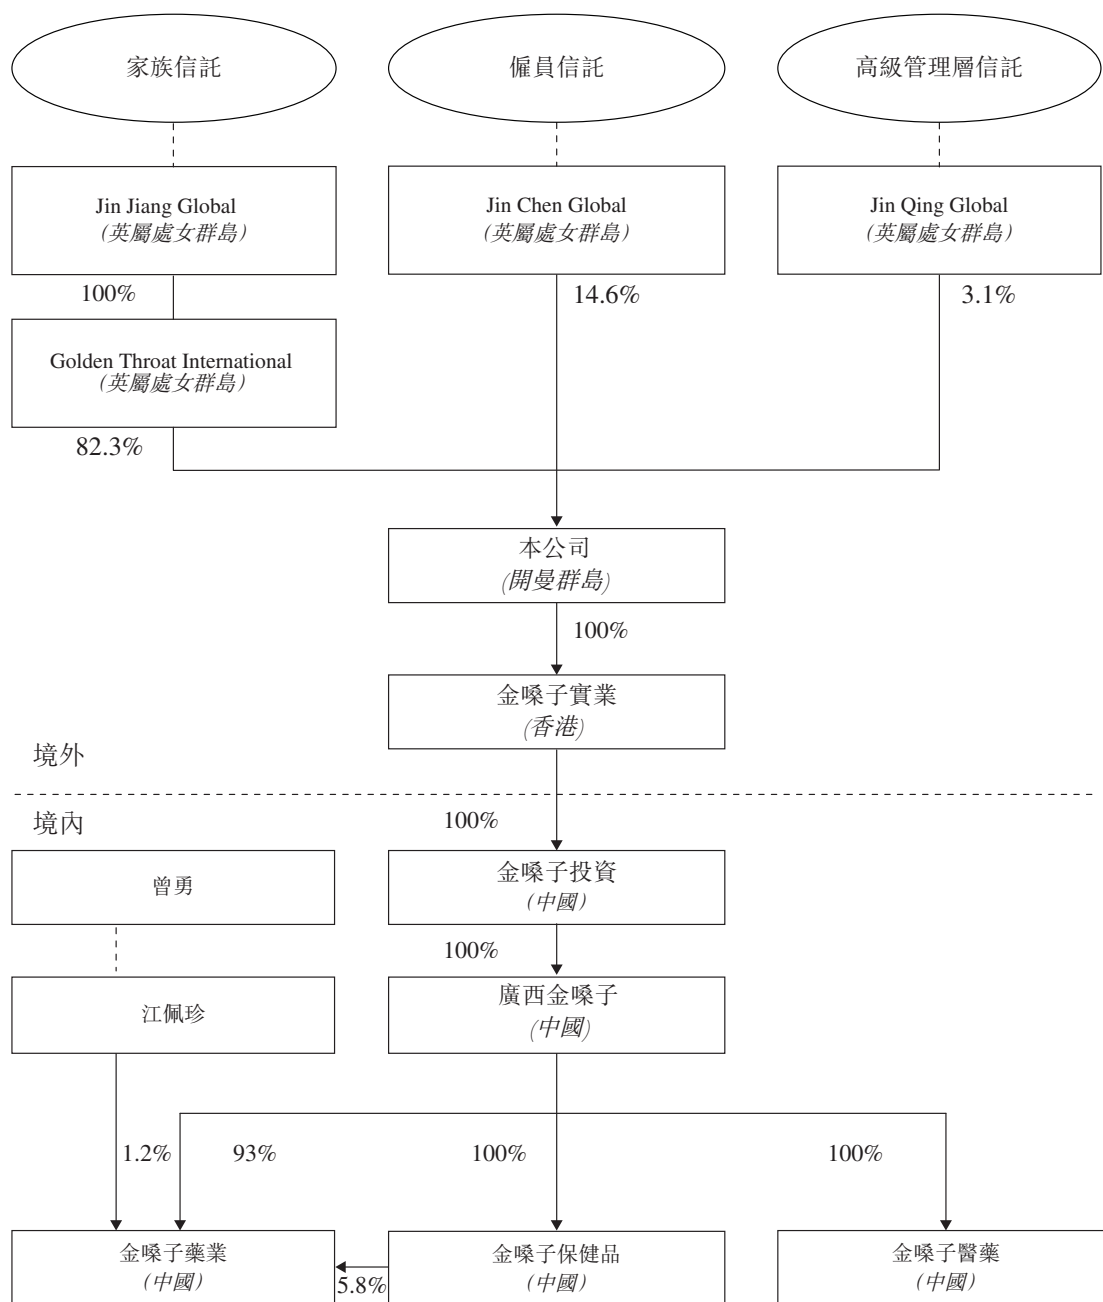 家族信託
僱員信託
高級管理層信託
Jin Jiang Global
(英屬處女群島)
Jin Chen Global
(英屬處女群島)
Jin Qing Global
(英屬處女群島)
100%
14.6%
3.1%
Golden Throat International
(英屬處女群島)
82.3%
本公司
(開曼群島)
100%
金嗓子實業
(香港)
境外
境內
100%
曾勇
金嗓子投資
(中國)
100%
江佩珍
廣西金嗓子
(中國)
1.2%
93%
100%
100%
金嗓子藥業
(中國)
5.8%
金嗓子保健品
(中國)
金嗓子醫藥
(中國)